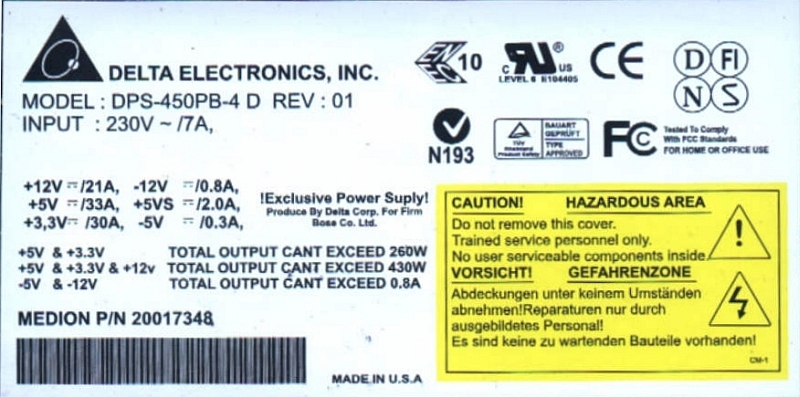 DELTA ELECTRONICS, INC.
MODEL : DPS-450PB-4 D REV : 01
INPUT : 230V ~ /7A,
10
C US ®
LEVEL 6 E104405
CE
D FI
N S
N193
TÜV
Rheinland
Product Safety
BAUART
GEPRÜFT
TYPE
APPROVED
FC
Tested To Comply
With FCC Standards
FOR HOME OR OFFICE USE
+12V ⎓/21A, -12V ⎓/0.8A,
+5V ⎓/33A, +5VS ⎓/2.0A,
+3,3V⎓/30A, -5V ⎓/0.3A,
!Exclusive Power Suply!
Produce By Delta Corp. For Firm
Boss Co. Ltd.
+5V & +3.3V TOTAL OUTPUT CANT EXCEED 260W
+5V & +3.3V & +12v TOTAL OUTPUT CANT EXCEED 430W
-5V & -12V TOTAL OUTPUT CANT EXCEED 0.8A
MEDION P/N 20017348
MADE IN U.S.A
CAUTION! HAZARDOUS AREA
Do not remove this cover.
Trained service personnel only.
No user serviceable components inside.
VORSICHT! GEFAHRENZONE
Abdeckungen unter keinem Umständen
abnehmen!Reparaturen nur durch
ausgebildetes Personal!
Es sind keine zu wartenden Bauteile vorhanden!
CM-1